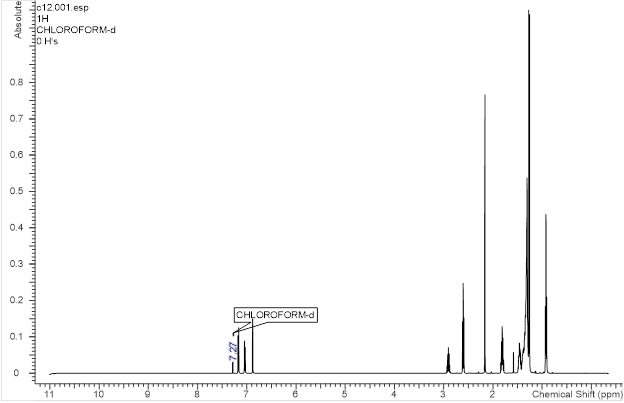 c12.001.esp
1H
CHLOROFORM-d
0 H's
Absolute
0.8
0.7
0.6
0.5
0.4
0.3
0.2
0.1
0
CHLOROFORM-d
7.27
11 10 9 8 7 6 5 4 3 2 1 Chemical Shift (ppm)